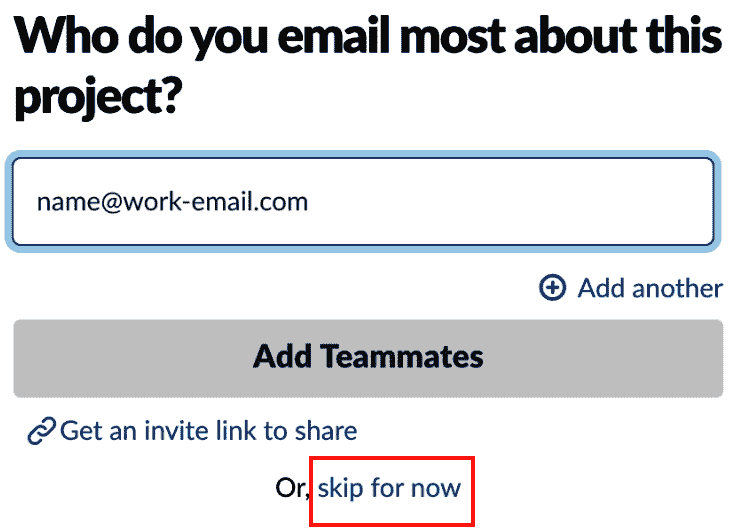 Who do you email most about this
project?
name@work-email.com
Add another
Add Teammates
Get an invite link to share
Or, skip for now